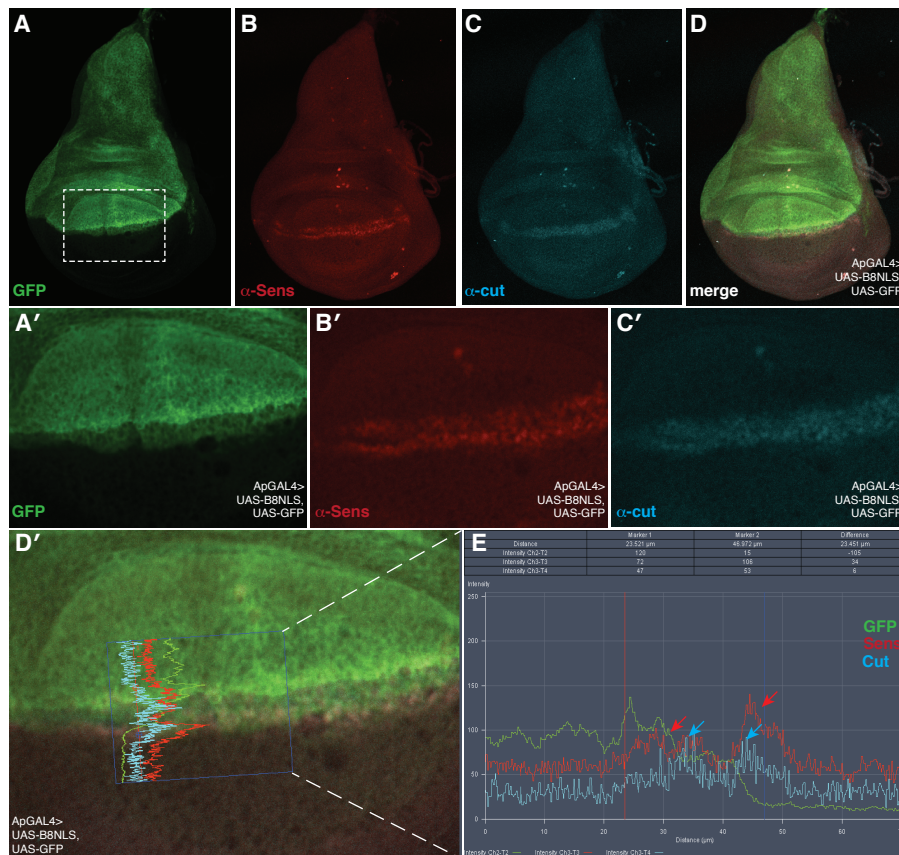 A
B
C
D
GFP
α-Sens
α-cut
merge
ApGAL4>
UAS-B8NLS,
UAS-GFP
A′
B′
C′
GFP
ApGAL4>
UAS-B8NLS,
UAS-GFP
α-Sens
ApGAL4>
UAS-B8NLS,
UAS-GFP
α-cut
ApGAL4>
UAS-B8NLS,
UAS-GFP
D′
ApGAL4>
UAS-B8NLS,
UAS-GFP
E
Marker 1 Marker 2 Difference
Distance 23.521 µm 46.972 µm 23.451 µm
Intensity Ch2-T2 120 15 -105
Intensity Ch3-T3 72 106 34
Intensity Ch3-T4 47 53 6
Intensity
250
200
150
100
50
0
GFP
Sens
Cut
0 10 20 30 40 50 60
Distance (µm)
Intensity Ch2-T2 Intensity Ch3-T3 Intensity Ch3-T4